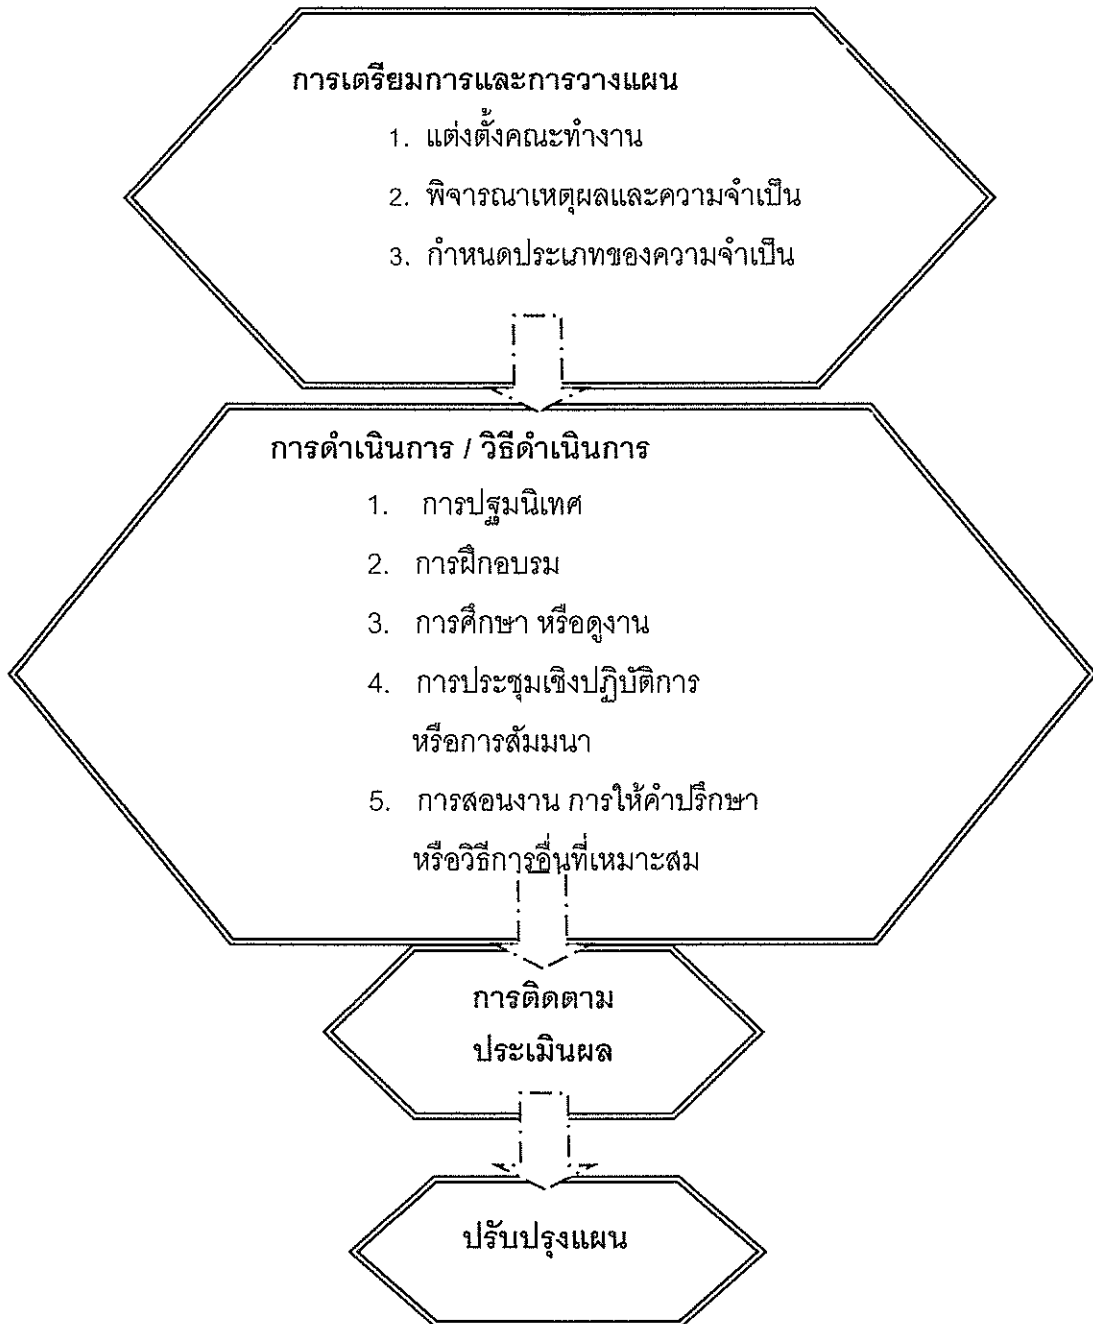 การเตรียมการและการวางแผน
1. แต่งตั้งคณะทำงาน
2. พิจารณาเหตุผลและความจำเป็น
3. กำหนดประเภทของความจำเป็น
การดำเนินการ / วิธีดำเนินการ
1. การปฐมนิเทศ
2. การฝึกอบรม
3. การศึกษา หรือดูงาน
4. การประชุมเชิงปฏิบัติการ
หรือการสัมมนา
5. การสอนงาน การให้คำปรึกษา
หรือวิธีการอื่นที่เหมาะสม
การติดตาม
ประเมินผล
ปรับปรุงแผน